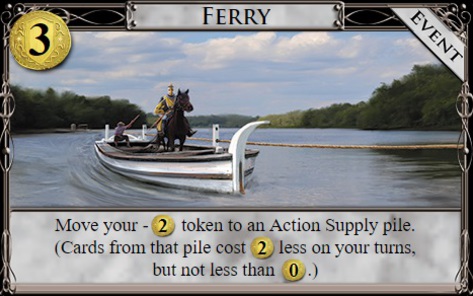 FERRY
3
EVENT
Move your - 2 token to an Action Supply pile.
(Cards from that pile cost 2 less on your turns,
but not less than 0 .)